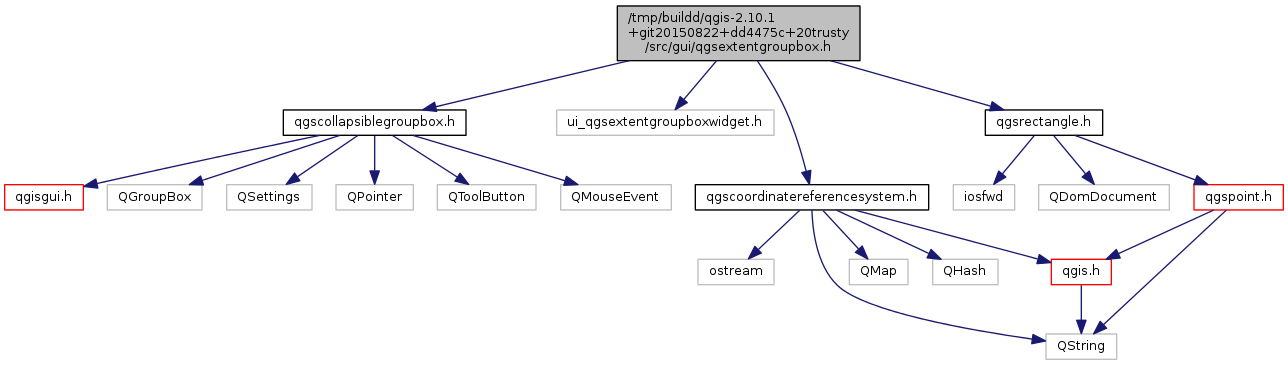 /tmp/buildd/qgis-2.10.1
+git20150822+dd4475c+20trusty
/src/gui/qgsextentgroupbox.h
qgscollapsiblegroupbox.h
ui_qgsextentgroupboxwidget.h
qgsrectangle.h
qgisgui.h
QGroupBox
QSettings
QPointer
QToolButton
QMouseEvent
qgscoordinatereferencesystem.h
iosfwd
QDomDocument
qgspoint.h
ostream
QMap
QHash
qgis.h
QString